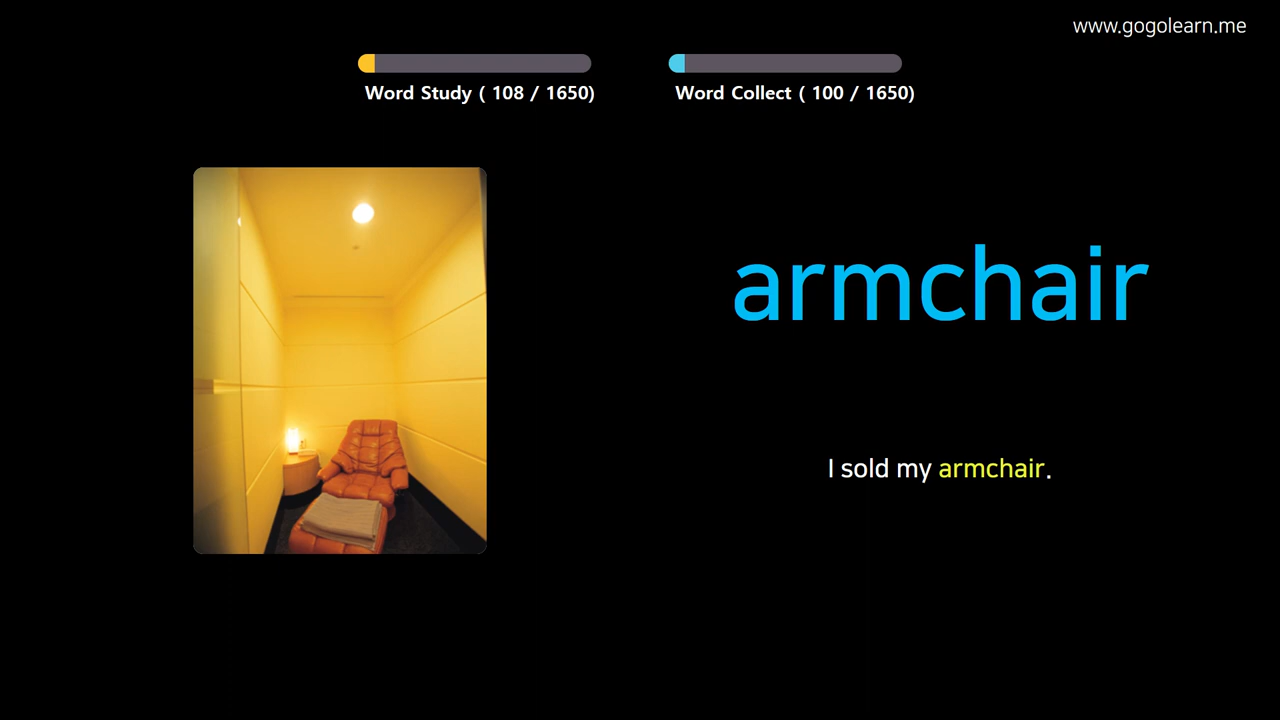 www.gogolearn.me
Word Study ( 108 / 1650)
Word Collect ( 100 / 1650)
armchair
I sold my armchair.